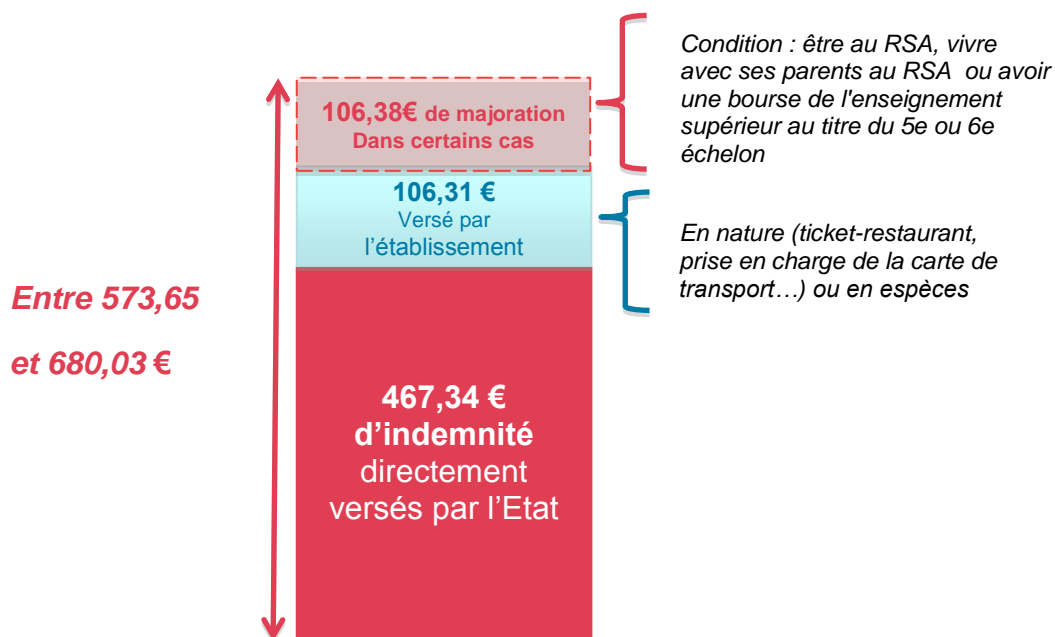 Entre 573,65
et 680,03 €
106,38€ de majoration
Dans certains cas
106,31 €
Versé par
l'établissement
467,34 €
d'indemnité
directement
versés par l'Etat
Condition : être au RSA, vivre
avec ses parents au RSA ou avoir
une bourse de l'enseignement
supérieur au titre du 5e ou 6e
échelon
En nature (ticket-restaurant,
prise en charge de la carte de
transport…) ou en espèces